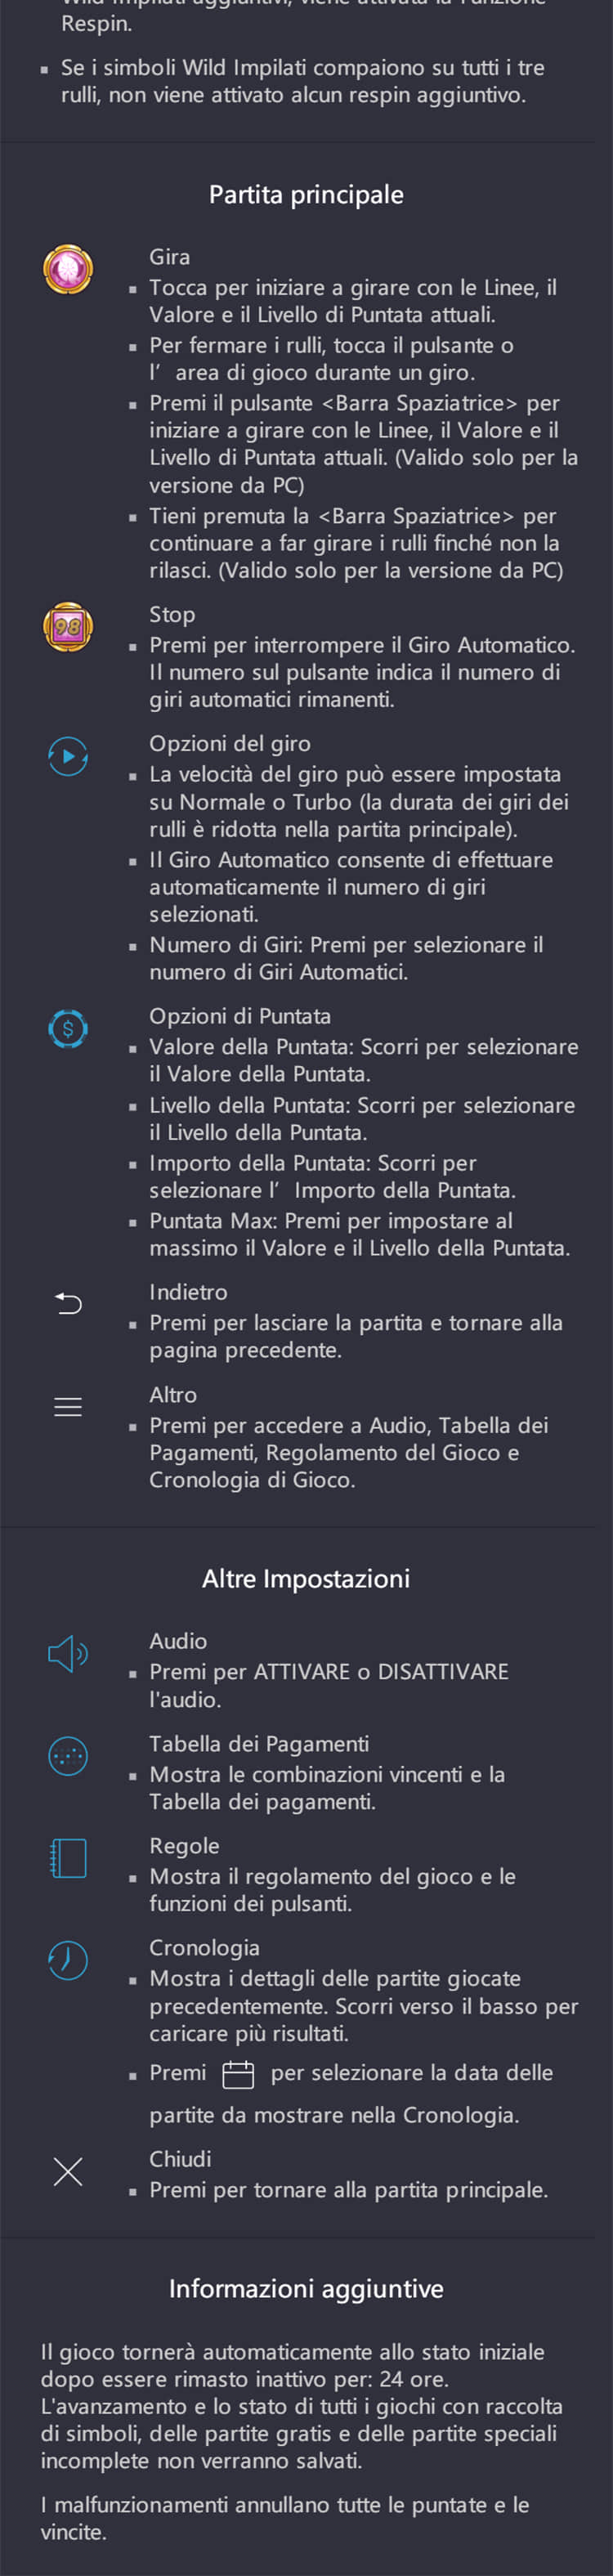 Respin.
Se i simboli Wild Impilati compaiono su tutti i tre
rulli, non viene attivato alcun respin aggiuntivo.
Partita principale
Gira
Tocca per iniziare a girare con le Linee, il
Valore e il Livello di Puntata attuali.
Per fermare i rulli, tocca il pulsante o
l’area di gioco durante un giro.
Premi il pulsante <Barra Spaziatrice> per
iniziare a girare con le Linee, il Valore e il
Livello di Puntata attuali. (Valido solo per la
versione da PC)
Tieni premuta la <Barra Spaziatrice> per
continuare a far girare i rulli finché non la
rilasci. (Valido solo per la versione da PC)
98
Stop
Premi per interrompere il Giro Automatico.
Il numero sul pulsante indica il numero di
giri automatici rimanenti.
Opzioni del giro
La velocità del giro può essere impostata
su Normale o Turbo (la durata dei giri dei
rulli è ridotta nella partita principale).
Il Giro Automatico consente di effettuare
automaticamente il numero di giri
selezionati.
Numero di Giri: Premi per selezionare il
numero di Giri Automatici.
$
Opzioni di Puntata
Valore della Puntata: Scorri per selezionare
il Valore della Puntata.
Livello della Puntata: Scorri per selezionare
il Livello della Puntata.
Importo della Puntata: Scorri per
selezionare l’Importo della Puntata.
Puntata Max: Premi per impostare al
massimo il Valore e il Livello della Puntata.
Indietro
Premi per lasciare la partita e tornare alla
pagina precedente.
Altro
Premi per accedere a Audio, Tabella dei
Pagamenti, Regolamento del Gioco e
Cronologia di Gioco.
Altre Impostazioni
Audio
Premi per ATTIVARE o DISATTIVARE
l'audio.
Tabella dei Pagamenti
Mostra le combinazioni vincenti e la
Tabella dei pagamenti.
Regole
Mostra il regolamento del gioco e le
funzioni dei pulsanti.
Cronologia
Mostra i dettagli delle partite giocate
precedentemente. Scorri verso il basso per
caricare più risultati.
Premi per selezionare la data delle
partite da mostrare nella Cronologia.
Chiudi
Premi per tornare alla partita principale.
Informazioni aggiuntive
Il gioco tornerà automaticamente allo stato iniziale
dopo essere rimasto inattivo per: 24 ore.
L'avanzamento e lo stato di tutti i giochi con raccolta
di simboli, delle partite gratis e delle partite speciali
incomplete non verranno salvati.
I malfunzionamenti annullano tutte le puntate e le
vincite.